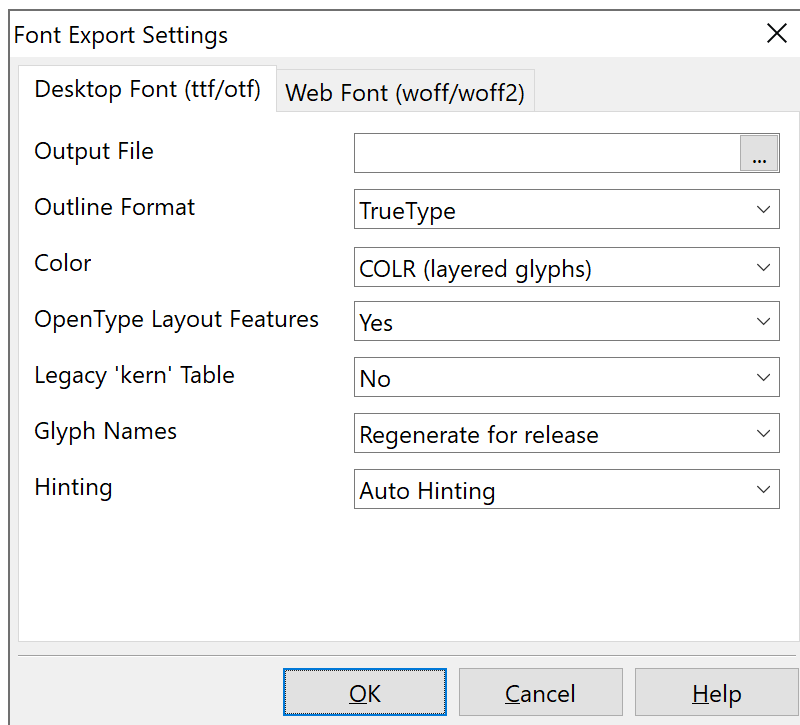 Font Export Settings
Desktop Font (ttf/otf) Web Font (woff/woff2)
Output File ...
Outline Format TrueType
Color COLR (layered glyphs)
OpenType Layout Features Yes
Legacy 'kern' Table No
Glyph Names Regenerate for release
Hinting Auto Hinting
OK Cancel Help